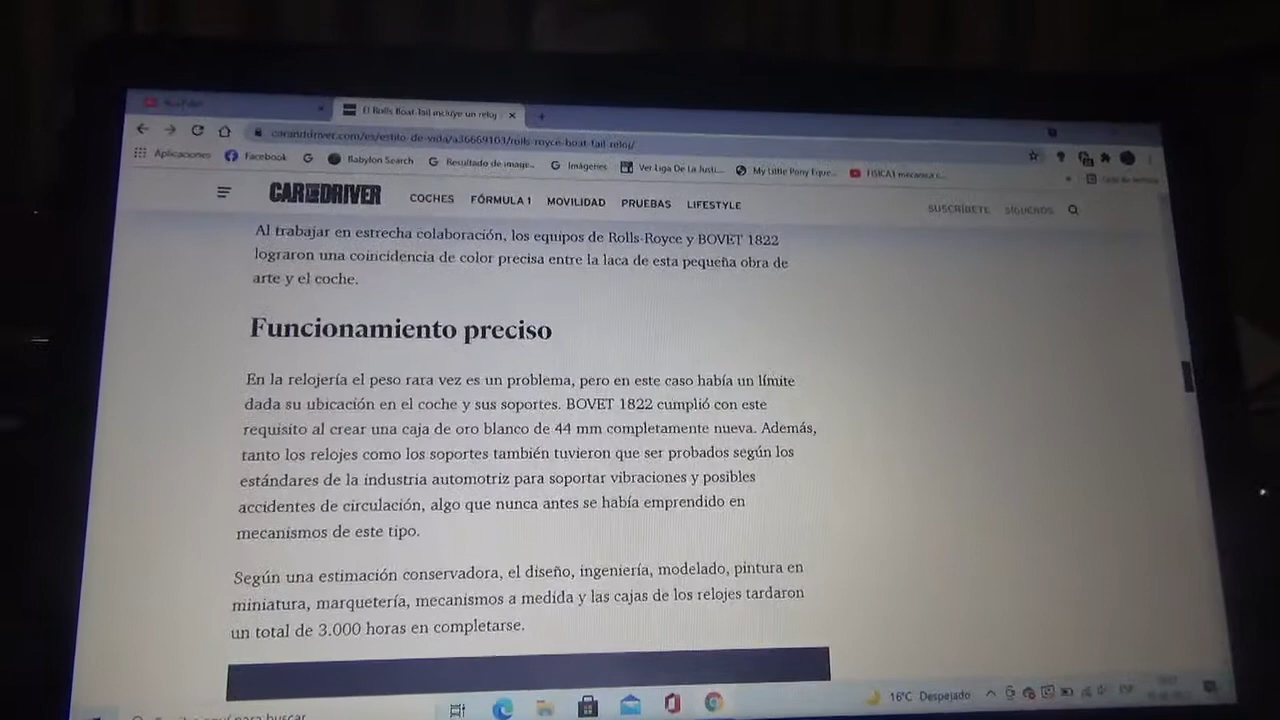 El Rolls Boat Tail incluye un reloj
caranddriver.com/es/estilo-de-vida/a36669103/rolls-royce-boat-tail-reloj/
Aplicaciones Facebook Babylon Search Resultado de image... Imágenes Ver Liga De La Justi... My Little Pony Eque...
CAR AND DRIVER COCHES FÓRMULA 1 MOVILIDAD PRUEBAS LIFESTYLE SUSCRÍBETE SÍGUENOS
Al trabajar en estrecha colaboración, los equipos de Rolls-Royce y BOVET 1822
lograron una coincidencia de color precisa entre la laca de esta pequeña obra de
arte y el coche.
Funcionamiento preciso
En la relojería el peso rara vez es un problema, pero en este caso había un límite
dada su ubicación en el coche y sus soportes. BOVET 1822 cumplió con este
requisito al crear una caja de oro blanco de 44 mm completamente nueva. Además,
tanto los relojes como los soportes también tuvieron que ser probados según los
estándares de la industria automotriz para soportar vibraciones y posibles
accidentes de circulación, algo que nunca antes se había emprendido en
mecanismos de este tipo.
Según una estimación conservadora, el diseño, ingeniería, modelado, pintura en
miniatura, marquetería, mecanismos a medida y las cajas de los relojes tardaron
un total de 3.000 horas en completarse.
16°C Despejado ESP
aquí para buscar